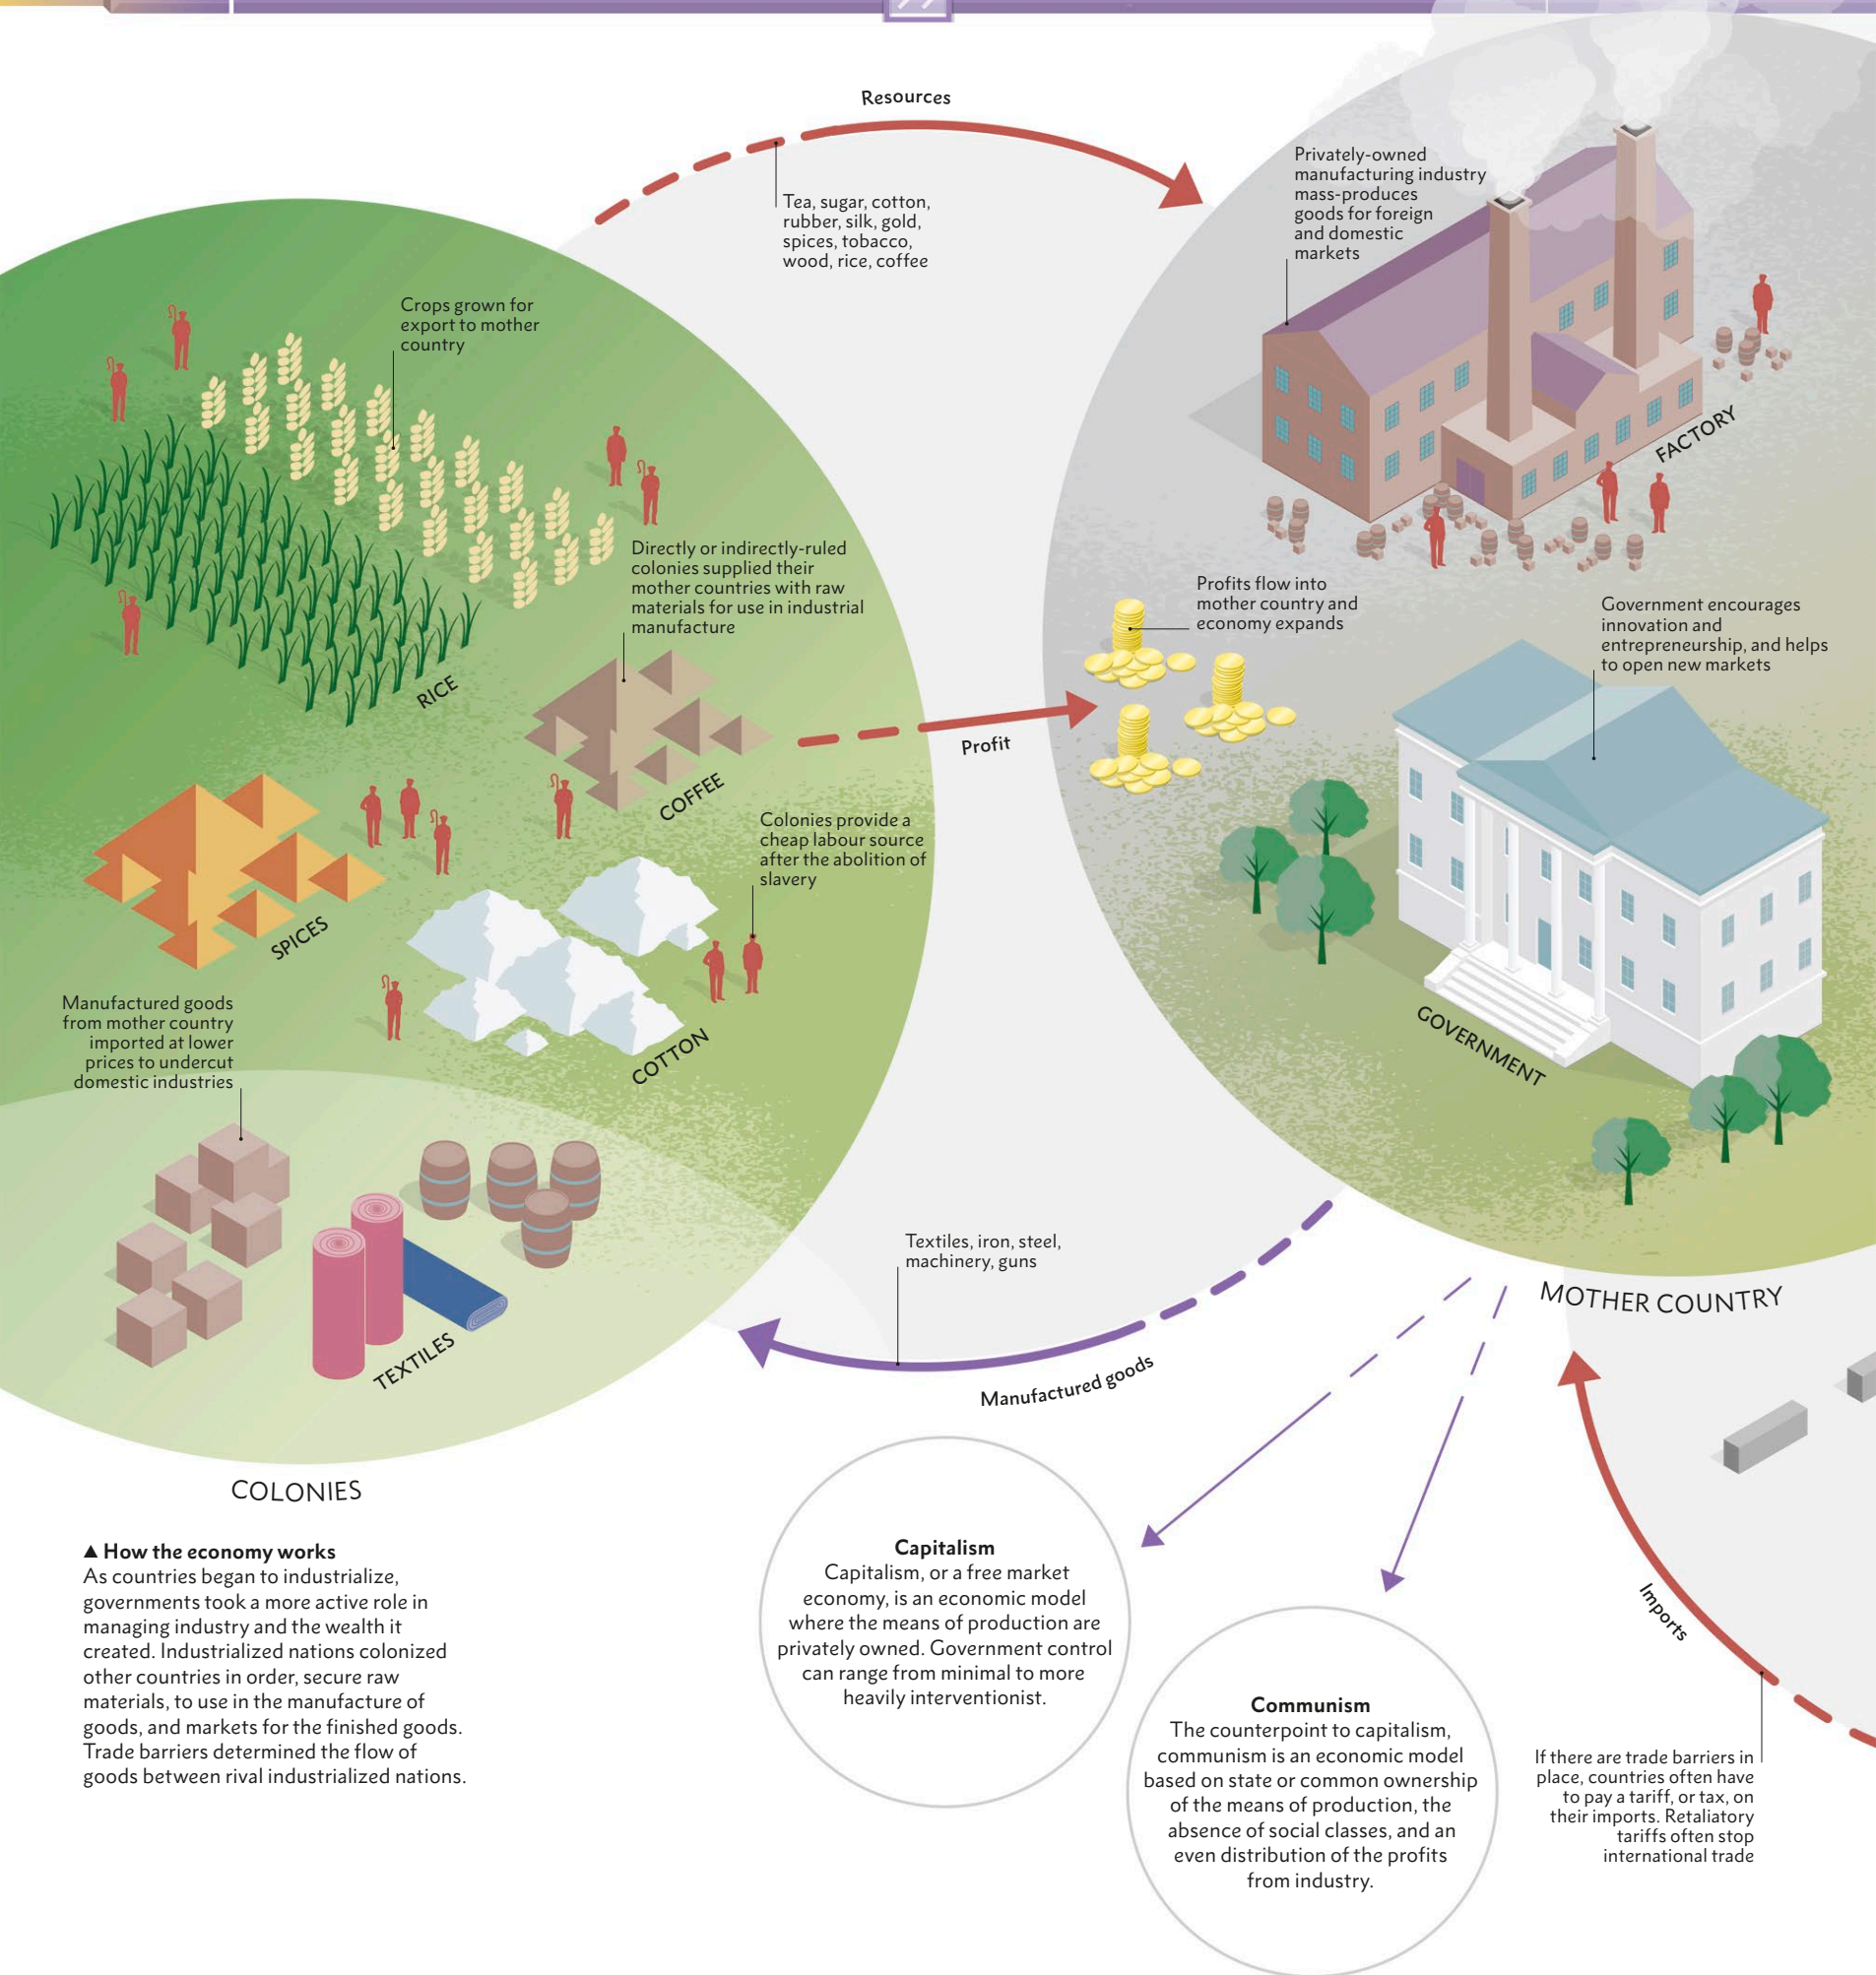 Resources
Tea, sugar, cotton,
rubber, silk, gold,
spices, tobacco,
wood, rice, coffee
Privately-owned
manufacturing industry
mass-produces
goods for foreign
and domestic
markets
Crops grown for
export to mother
country
FACTORY
Directly or indirectly-ruled
colonies supplied their
mother countries with raw
materials for use in industrial
manufacture
Profits flow into
mother country and
economy expands
Government encourages
innovation and
entrepreneurship, and helps
to open new markets
RICE
Profit
COFFEE
Colonies provide a
cheap labour source
after the abolition of
slavery
SPICES
Manufactured goods
from mother country
imported at lower
prices to undercut
domestic industries
COTTON
GOVERNMENT
Textiles, iron, steel,
machinery, guns
MOTHER COUNTRY
TEXTILES
Manufactured goods
COLONIES
▲ How the economy works
As countries began to industrialize,
governments took a more active role in
managing industry and the wealth it
created. Industrialized nations colonized
other countries in order, secure raw
materials, to use in the manufacture of
goods, and markets for the finished goods.
Trade barriers determined the flow of
goods between rival industrialized nations.
Capitalism
Capitalism, or a free market
economy, is an economic model
where the means of production are
privately owned. Government control
can range from minimal to more
heavily interventionist.
Communism
The counterpoint to capitalism,
communism is an economic model
based on state or common ownership
of the means of production, the
absence of social classes, and an
even distribution of the profits
from industry.
Imports
If there are trade barriers in
place, countries often have
to pay a tariff, or tax, on
their imports. Retaliatory
tariffs often stop
international trade